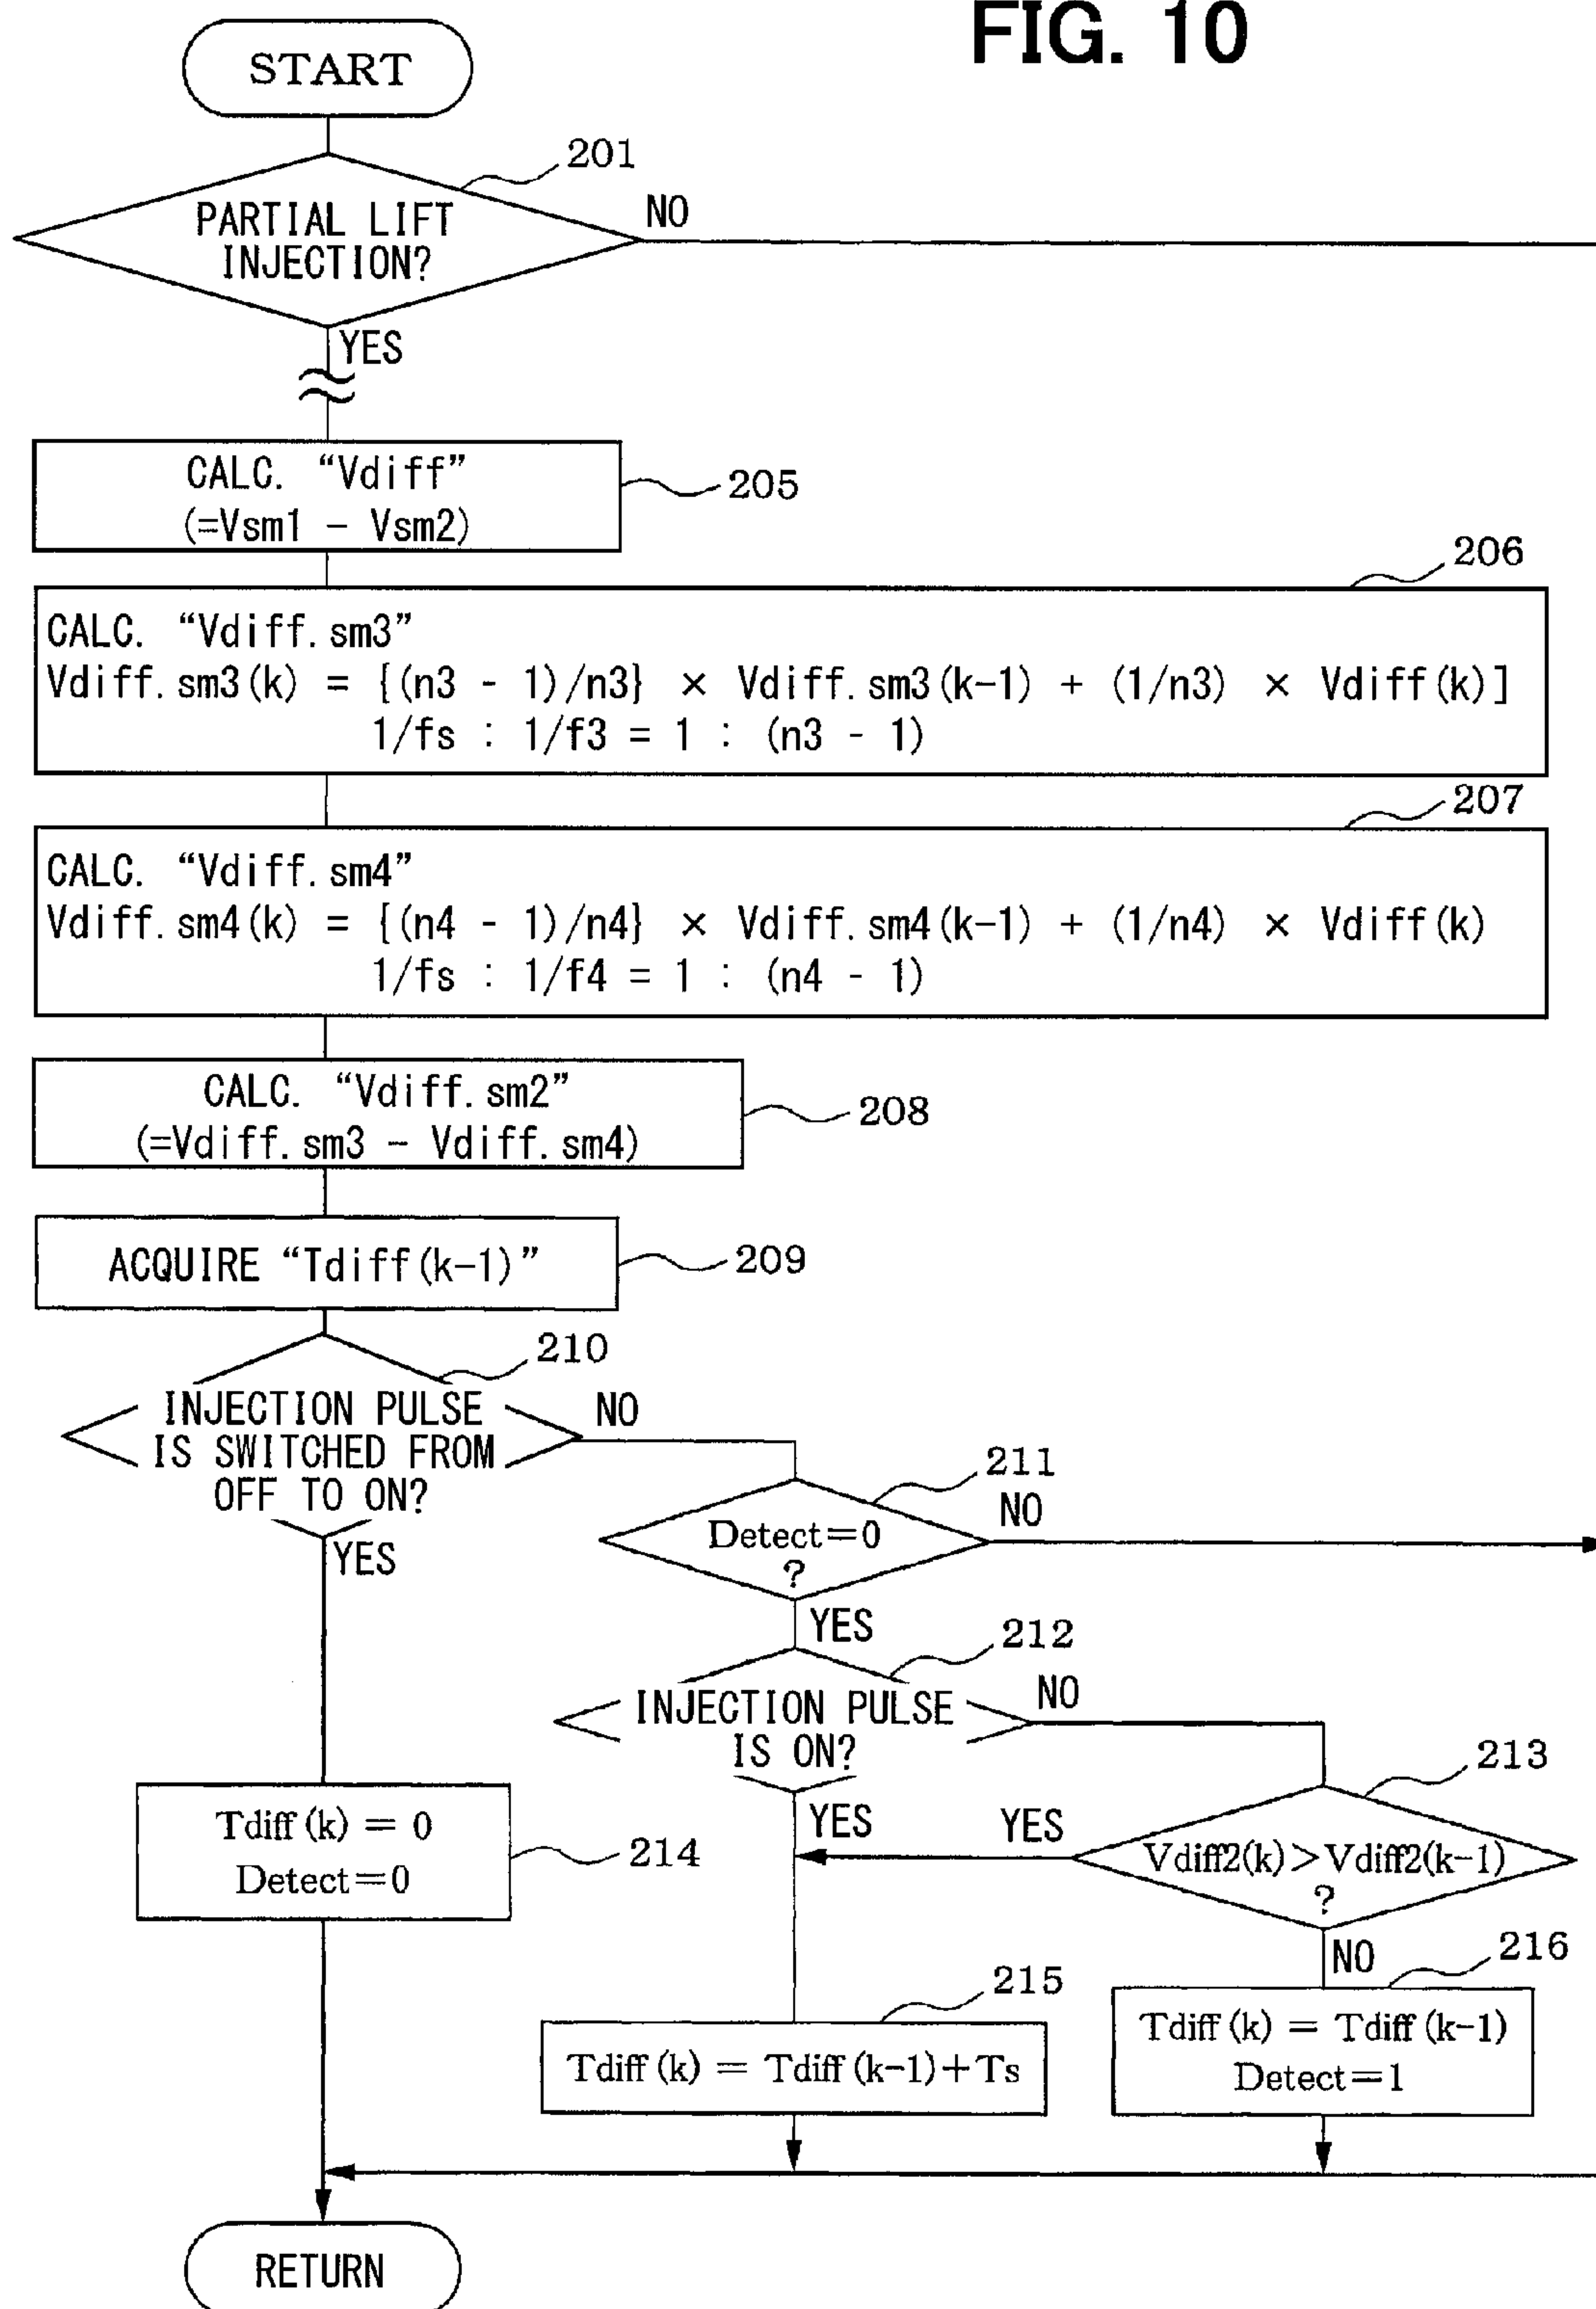 FIG. 10
START
201
PARTIAL LIFT
INJECTION?
NO
YES
CALC. “Vdiff”
(=Vsm1 - Vsm2)
205
206
CALC. “Vdiff.sm3”
Vdiff.sm3(k) = {(n3 - 1)/n3} × Vdiff.sm3(k-1) + (1/n3) × Vdiff(k)]
1/fs : 1/f3 = 1 : (n3 - 1)
207
CALC. “Vdiff.sm4”
Vdiff.sm4(k) = {(n4 - 1)/n4} × Vdiff.sm4(k-1) + (1/n4) × Vdiff(k)
1/fs : 1/f4 = 1 : (n4 - 1)
CALC. “Vdiff.sm2”
(=Vdiff.sm3 - Vdiff.sm4)
208
ACQUIRE “Tdiff(k-1)”
209
210
INJECTION PULSE
IS SWITCHED FROM
OFF TO ON?
NO
YES
211
Detect=0
?
NO
YES
212
INJECTION PULSE
IS ON?
NO
YES
213
Vdiff2(k)>Vdiff2(k-1)
?
YES
NO
Tdiff(k) = 0
Detect=0
214
215
Tdiff(k) = Tdiff(k-1)+Ts
216
Tdiff(k) = Tdiff(k-1)
Detect=1
RETURN